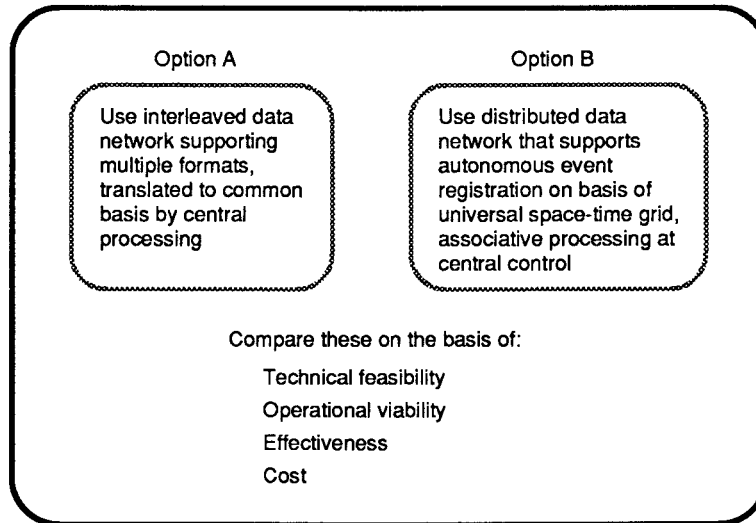 Option A
Use interleaved data
network supporting
multiple formats,
translated to common
basis by central
processing
Option B
Use distributed data
network that supports
autonomous event
registration on basis of
universal space-time grid,
associative processing at
central control
Compare these on the basis of:
Technical feasibility
Operational viability
Effectiveness
Cost